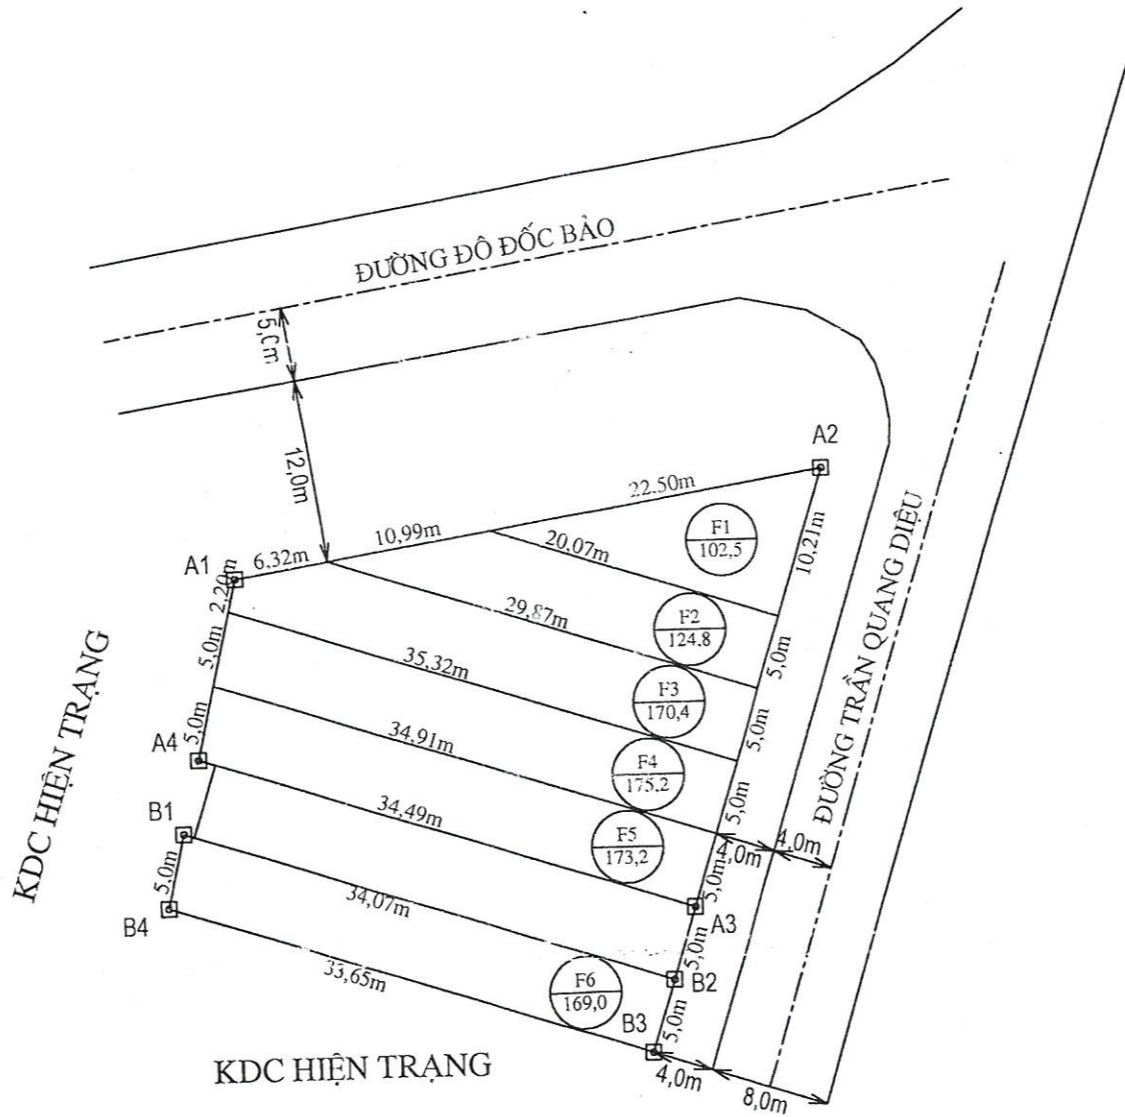 ĐƯỜNG ĐÔ ĐỐC BẢO
5,0m
12,0m
A2
22.50m
10,99m
6,32m
A1
F1
102,5
20,07m
10,21m
2,20m
5,0m
29,87m
F2
124.8
5,0m
ĐƯỜNG TRẦN QUANG DIỆU
35,32m
F3
170,4
5,0m
5,0m
A4
34,91m
F4
175,2
5,0m
KDC HIỆN TRẠNG
B1
34,49m
F5
173,2
4,0m
4,0m
5,0m
5,0m
B4
34,07m
A3
5,0m
B2
33,65m
F6
169,0
B3
5,0m
KDC HIỆN TRẠNG
4,0m
8,0m